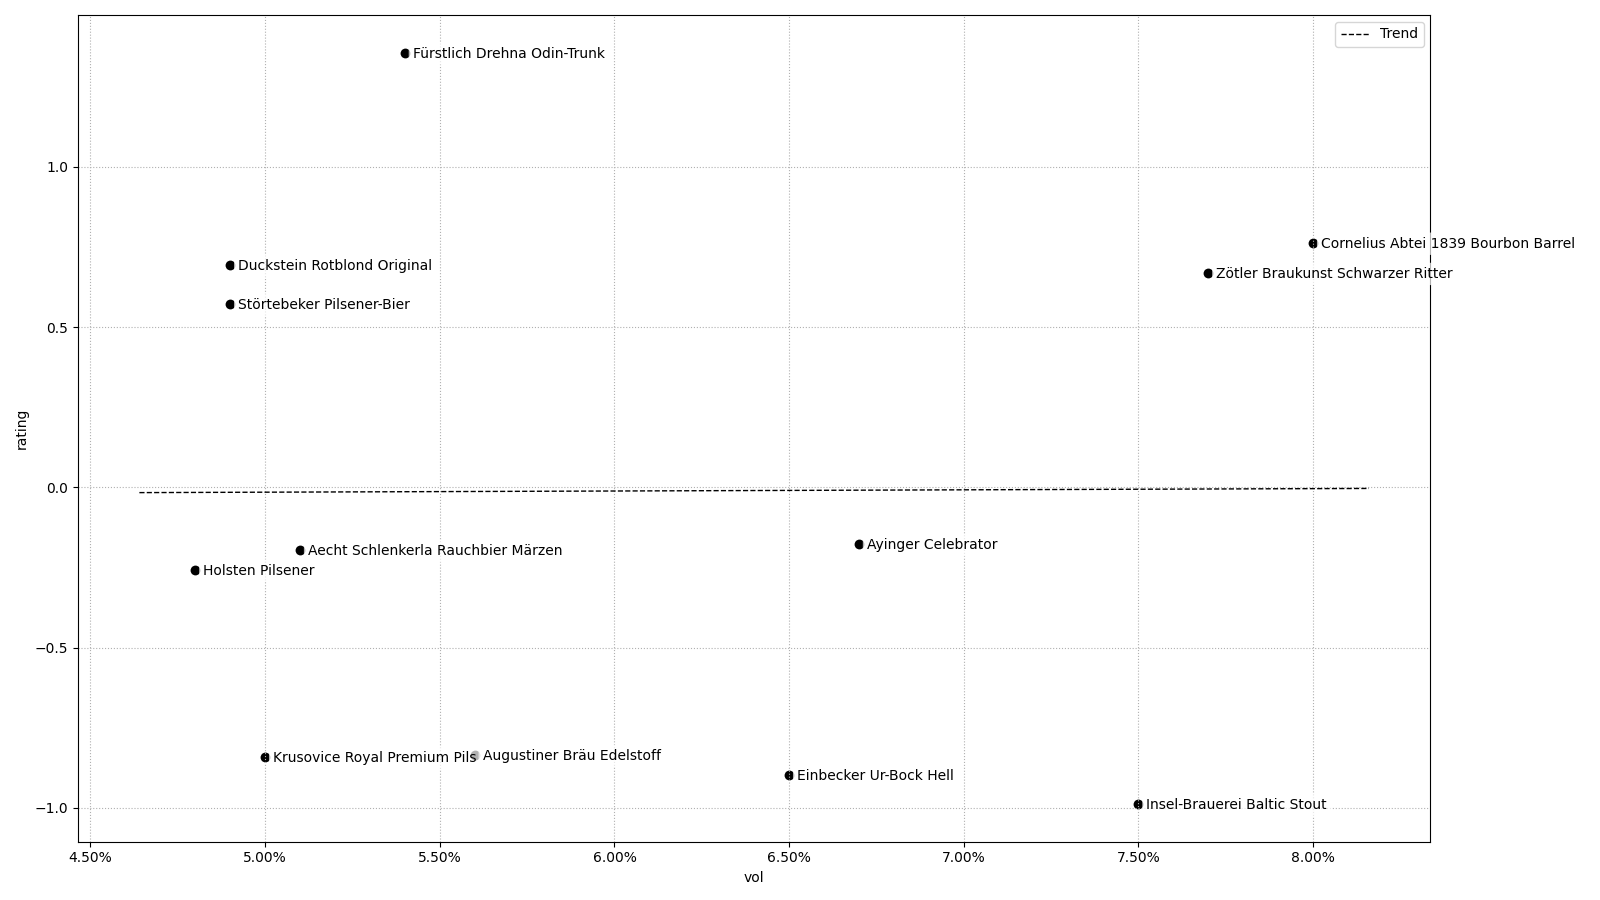 Trend
Fürstlich Drehna Odin-Trunk
1.0
Cornelius Abtei 1839 Bourbon Barrel
Duckstein Rotblond Original
Zötler Braukunst Schwarzer Ritter
Störtebeker Pilsener-Bier
0.5
rating
0.0
Aecht Schlenkerla Rauchbier Märzen
Ayinger Celebrator
Holsten Pilsener
−0.5
Krusovice Royal Premium Pils
Augustiner Bräu Edelstoff
Einbecker Ur-Bock Hell
Insel-Brauerei Baltic Stout
−1.0
4.50% 5.00% 5.50% 6.00% 6.50% 7.00% 7.50% 8.00%
vol